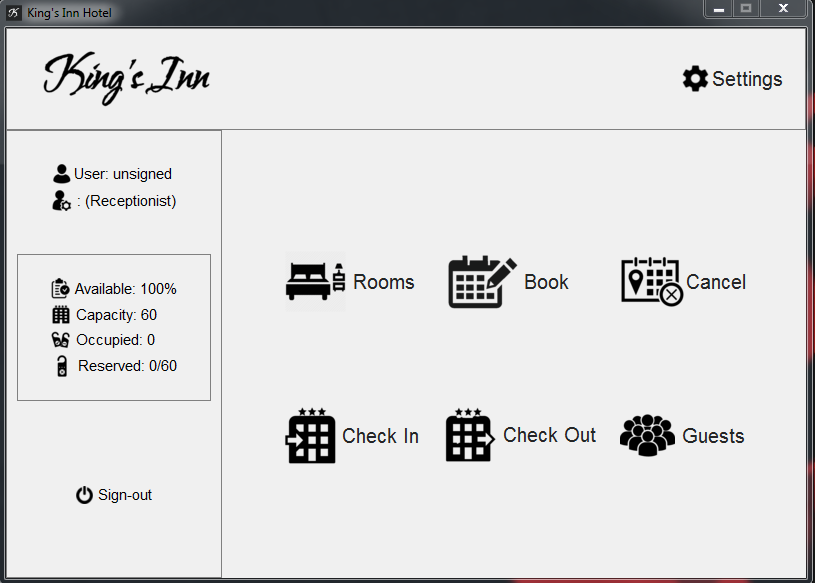 King's Inn Hotel
King's Inn
Settings
User: unsigned
: (Receptionist)
Available: 100%
Capacity: 60
Occupied: 0
Reserved: 0/60
Sign-out
Rooms
Book
Cancel
Check In
Check Out
Guests